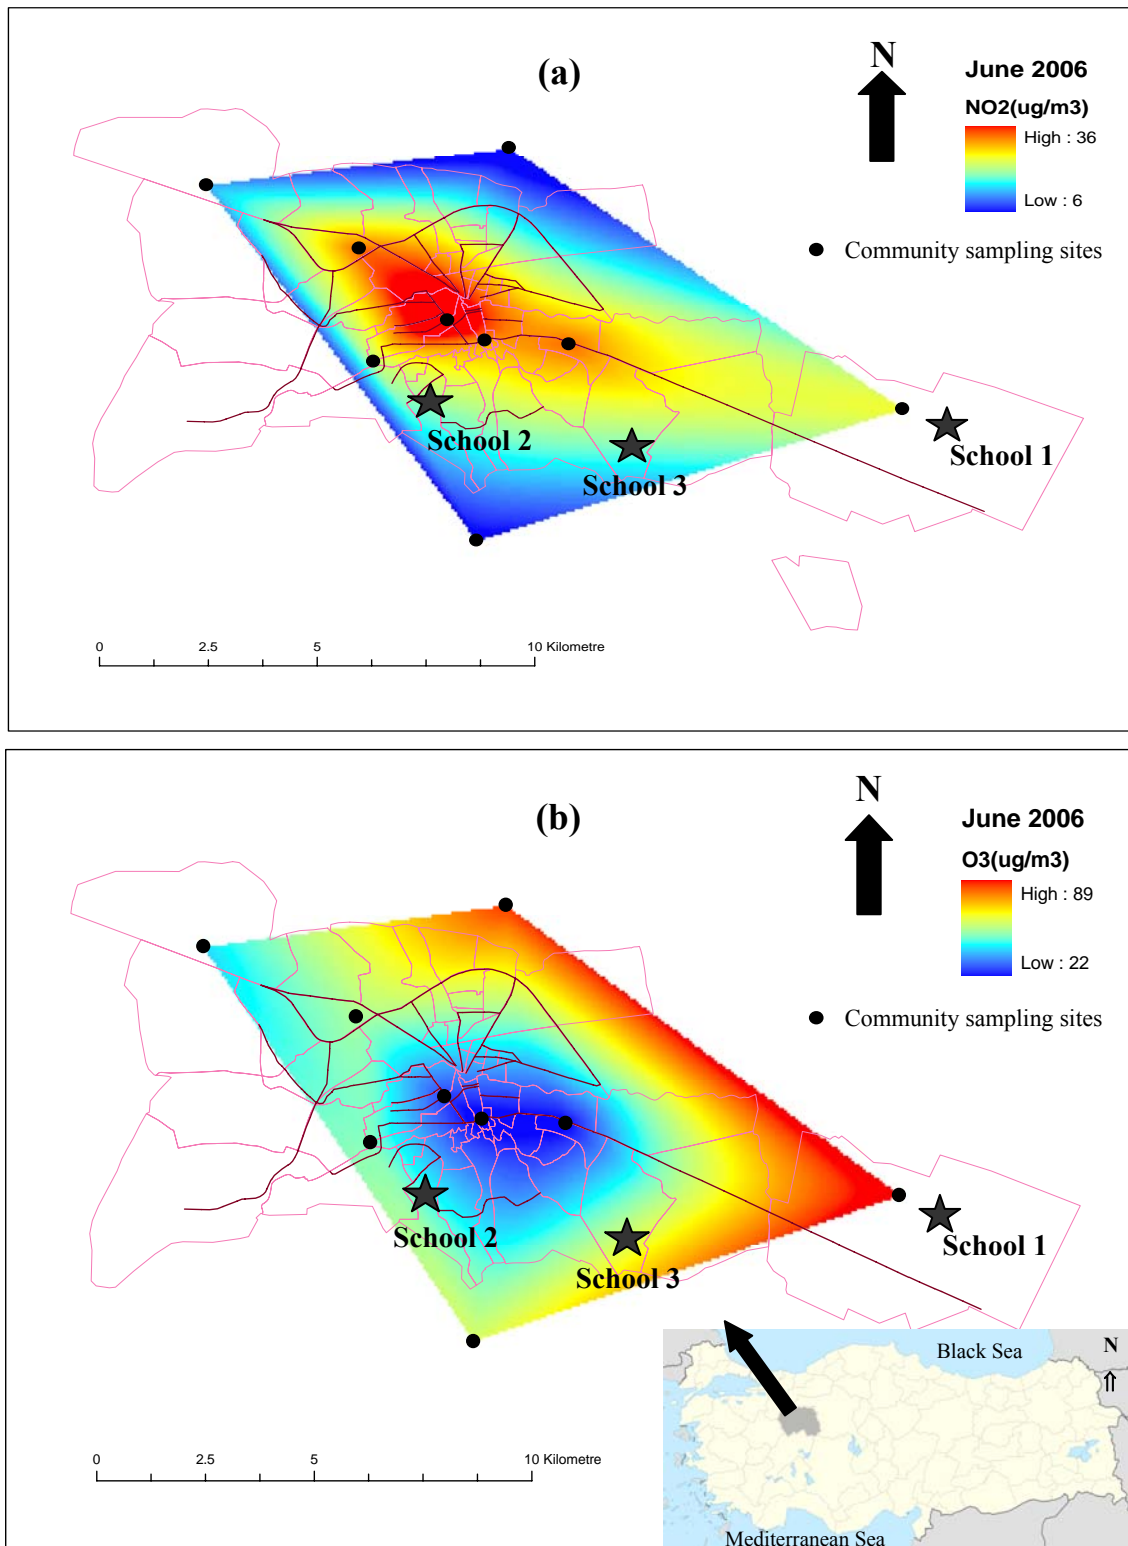 (a)
N
June 2006
NO2(ug/m3)
High : 36
Low : 6
Community sampling sites
School 2
School 3
School 1
0 2.5 5 10 Kilometre
(b)
N
June 2006
O3(ug/m3)
High : 89
Low : 22
Community sampling sites
School 2
School 3
School 1
Black Sea
N
0 2.5 5 10 Kilometre
Mediterranean Sea